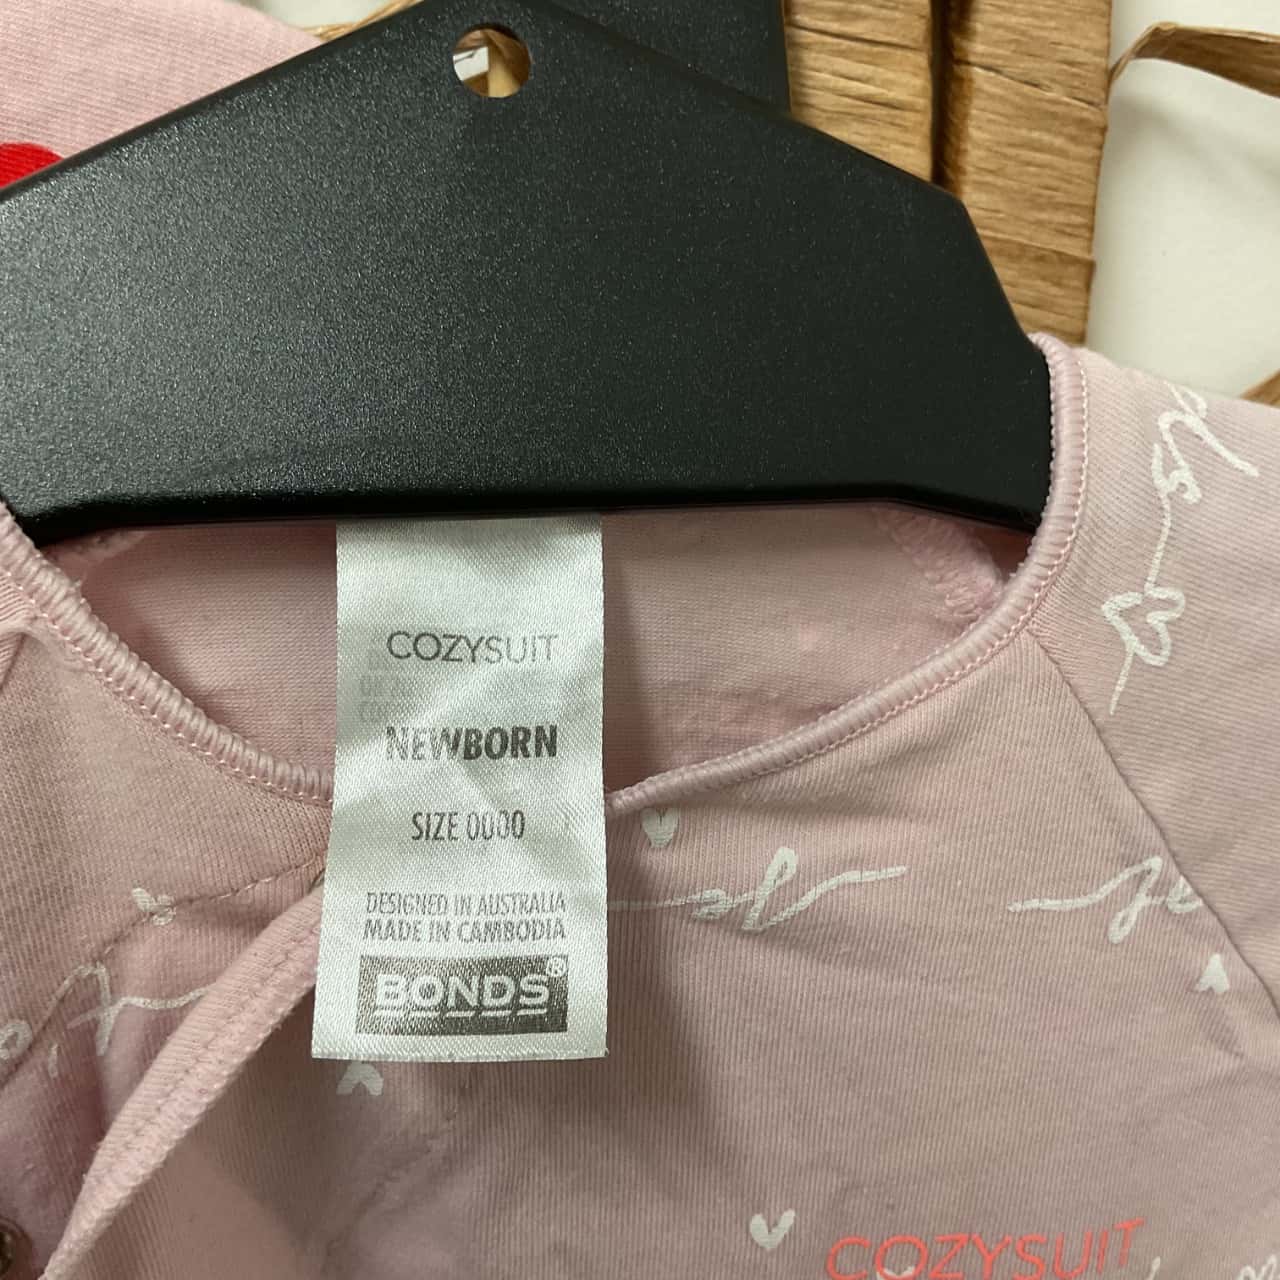 COZYSUIT
NEWBORN
SIZE 0000
DESIGNED IN AUSTRALIA
MADE IN CAMBODIA
BONDS®
COZYSUIT